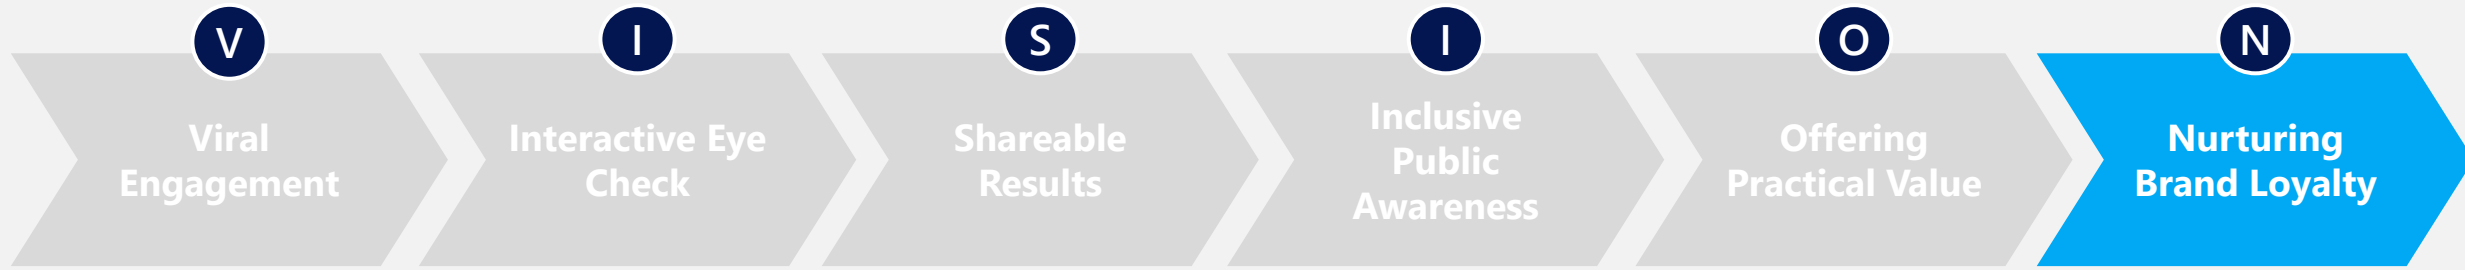 V
I
S
I
O
N
Viral
Engagement
Interactive Eye
Check
Shareable
Results
Inclusive
Public
Awareness
Offering
Practical Value
Nurturing
Brand Loyalty